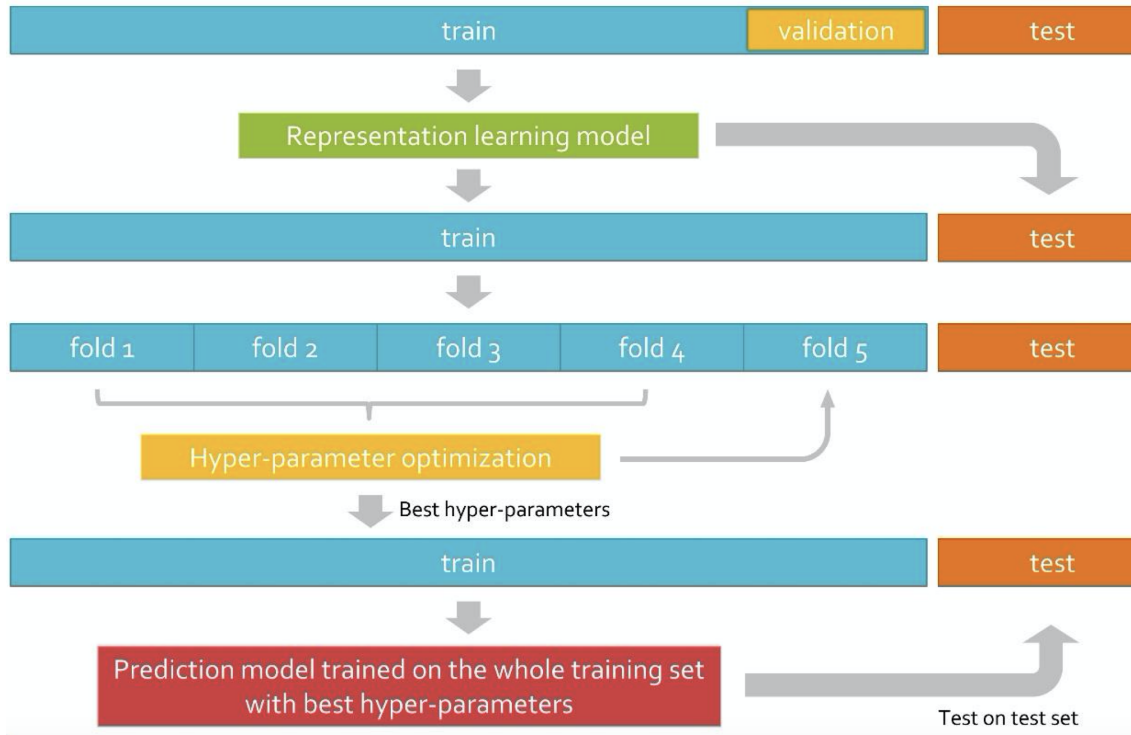 train
validation
test
Representation learning model
train
test
fold 1
fold 2
fold 3
fold 4
fold 5
test
Hyper-parameter optimization
Best hyper-parameters
train
test
Prediction model trained on the whole training set
with best hyper-parameters
Test on test set